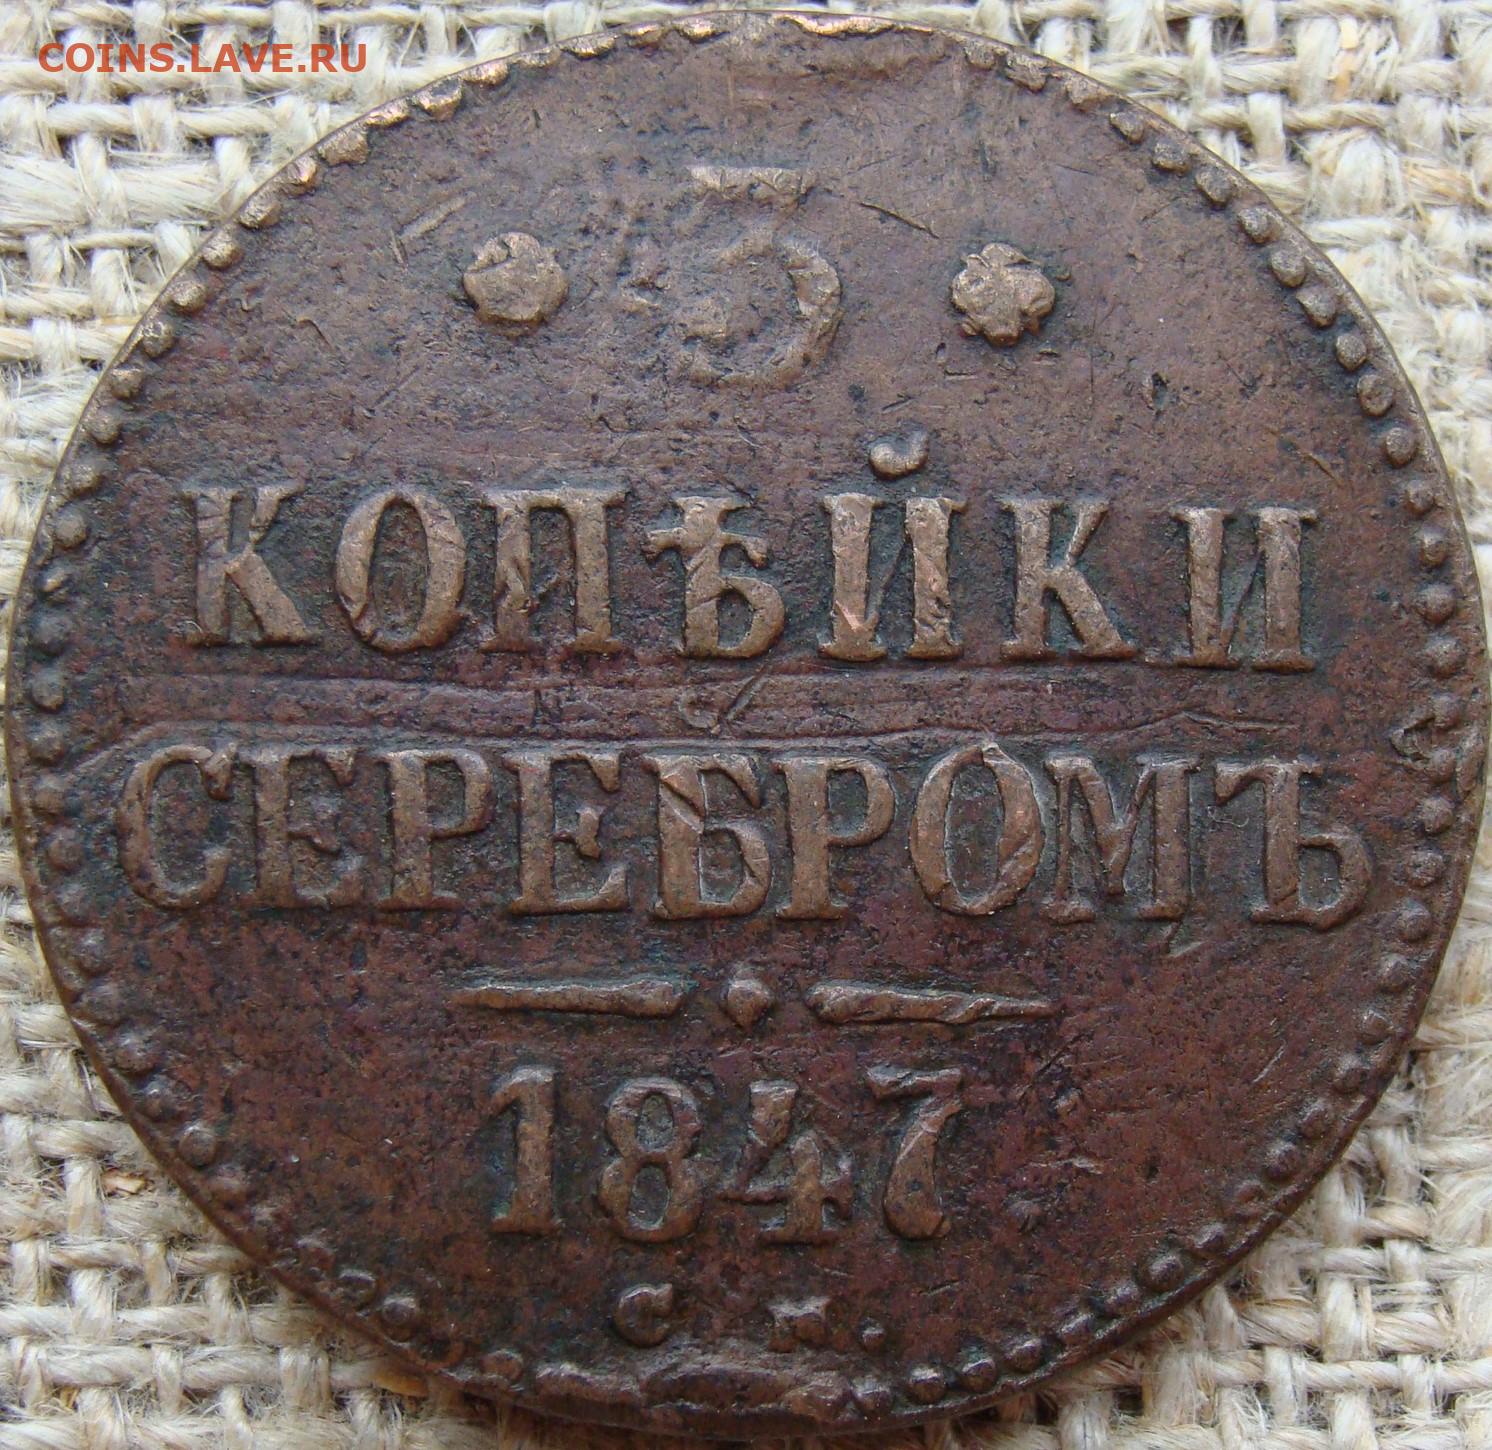 COINS.LAVE.RU
3
КОПѢЙКИ
СЕРЕБРОМЪ
1847
С. М.